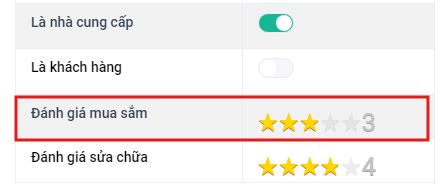 Là nhà cung cấp
Là khách hàng
Đánh giá mua sắm 3
Đánh giá sửa chữa 4